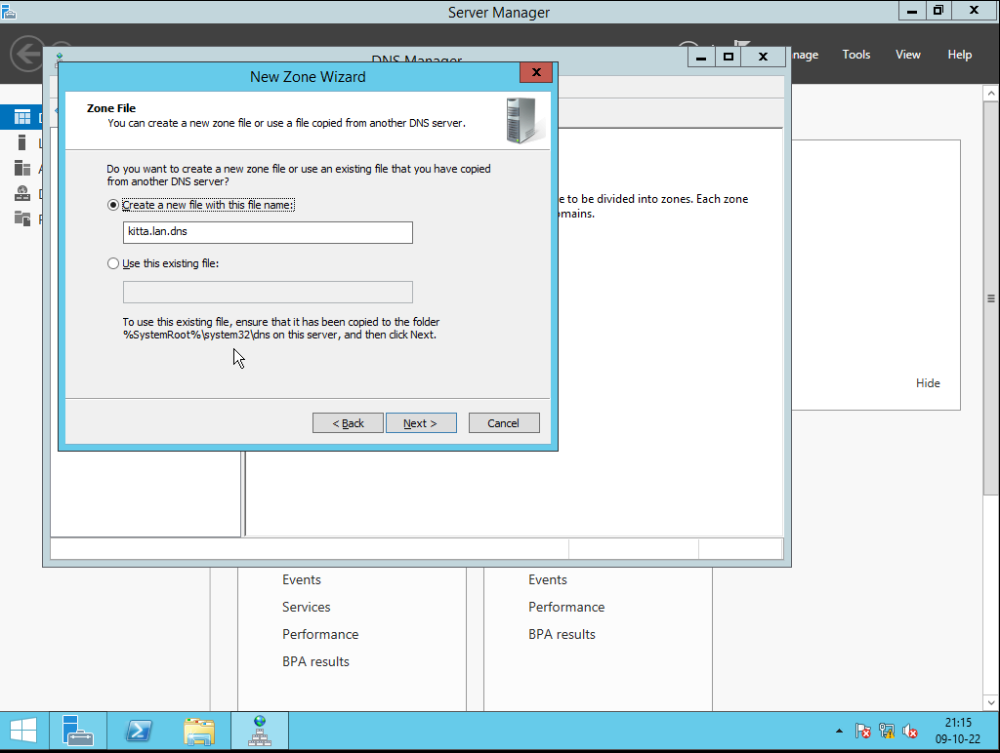 Server Manager
nage
Tools
View
Help
DNS Manager
New Zone Wizard
Zone File
You can create a new zone file or use a file copied from another DNS server.
Do you want to create a new zone file or use an existing file that you have copied
from another DNS server?
Create a new file with this file name:
kitta.lan.dns
Use this existing file:
To use this existing file, ensure that it has been copied to the folder
%SystemRoot%\system32\dns on this server, and then click Next.
< Back
Next >
Cancel
e to be divided into zones. Each zone
omains.
Hide
Events
Services
Performance
BPA results
Events
Performance
BPA results
21:15
09-10-22